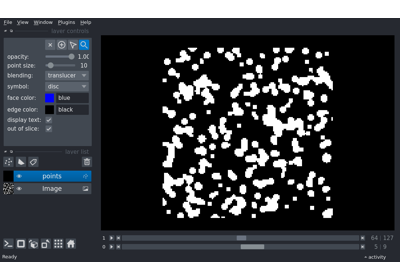 File View Window Plugins Help
layer controls
opacity: 1.00
point size: 10
blending: translucen
symbol: disc
face color: blue
edge color: black
display text:
out of slice:
layer list
points
Image
1 64 127
0 5 9
Ready activity